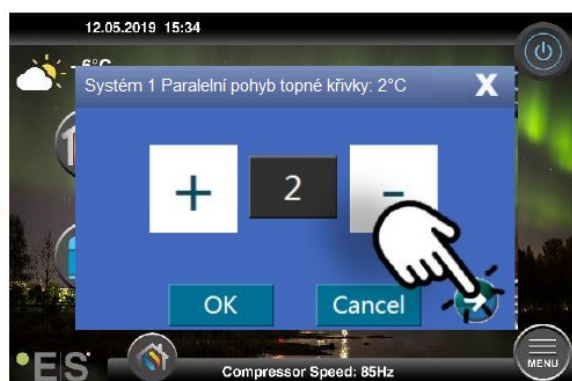 12.05.2019 15:34
Systém 1 Paralelní pohyb topné křivky: 2°C
X
+ 2 -
OK Cancel
•ES
Compressor Speed: 85Hz
MENU